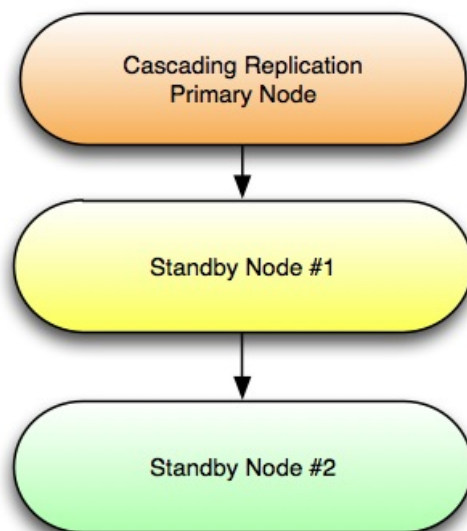 Cascading Replication
Primary Node
Standby Node #1
Standby Node #2